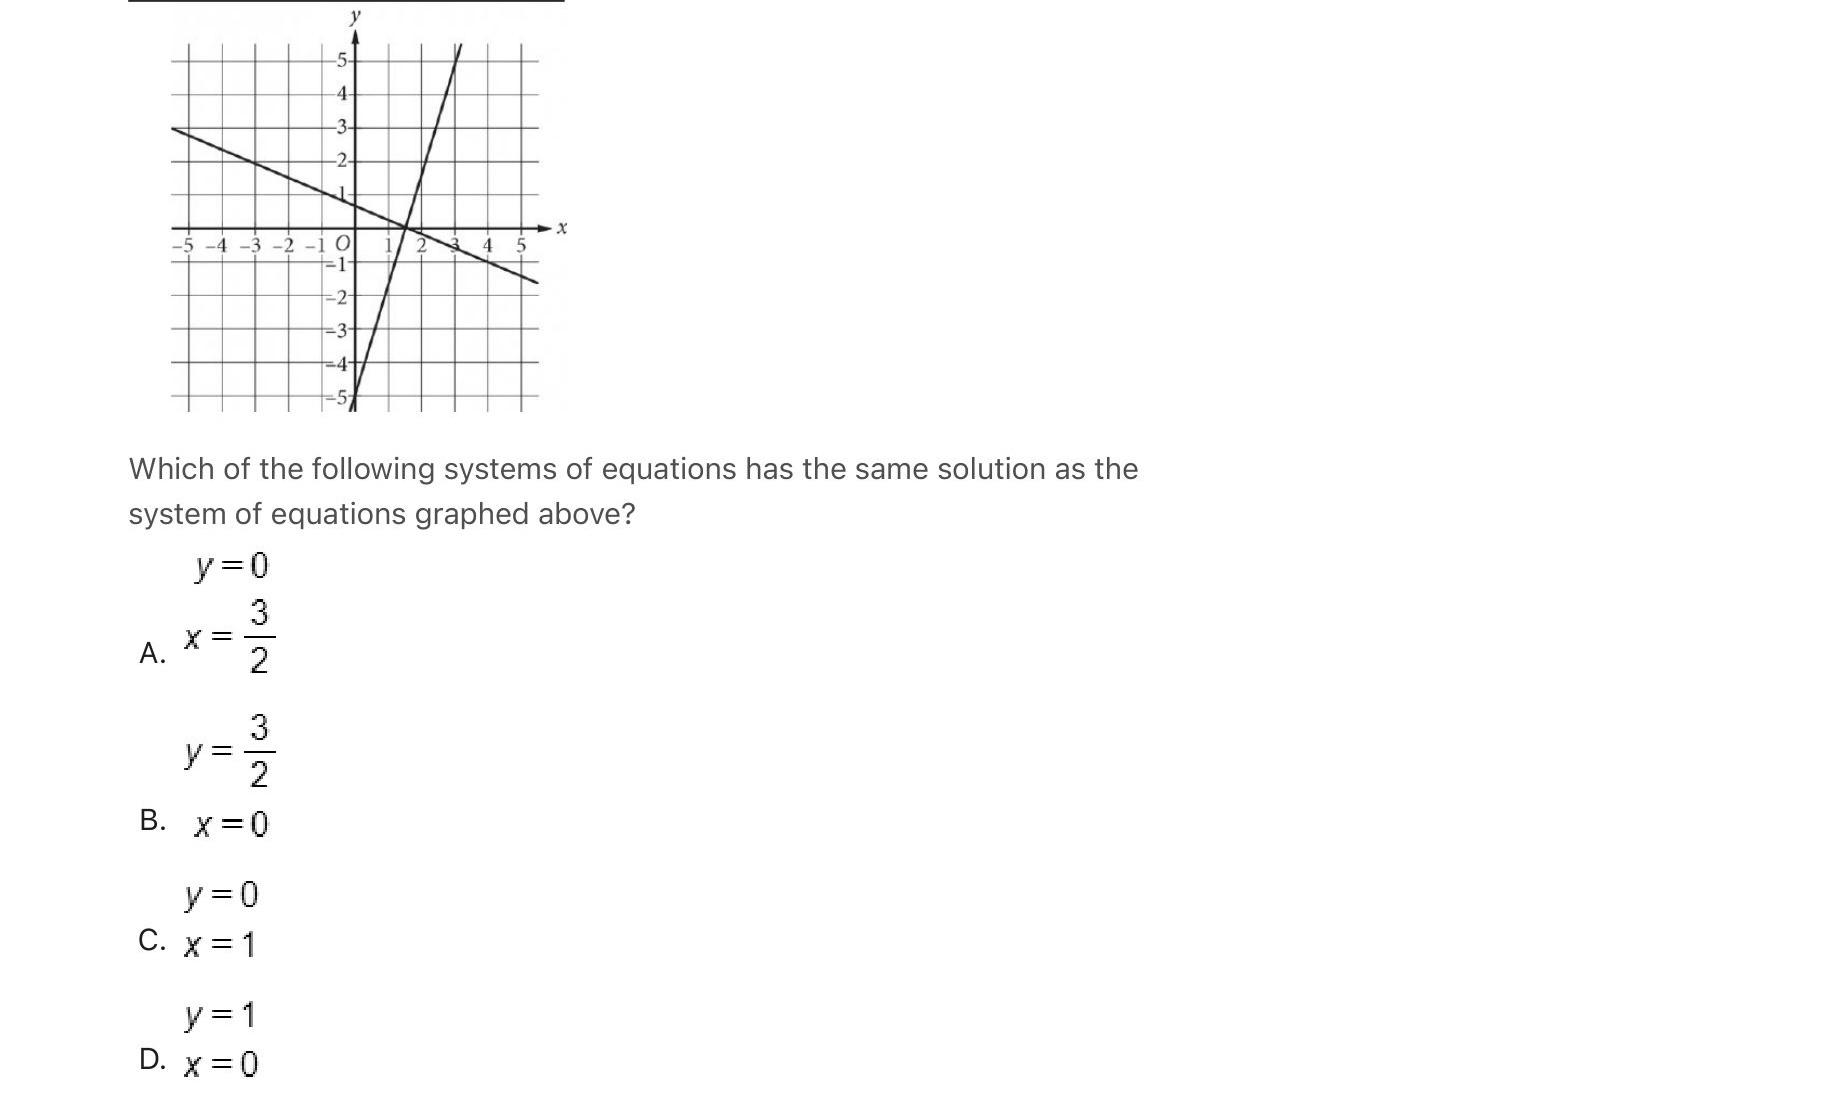 y
5
4
3
2
1
-5 -4 -3 -2 -1 O 1 2 3 4 5 x
-1
-2
-3
-4
-5
Which of the following systems of equations has the same solution as the
system of equations graphed above?
y = 0
A. x = 3/2
y = 3/2
B. x = 0
y = 0
C. x = 1
y = 1
D. x = 0